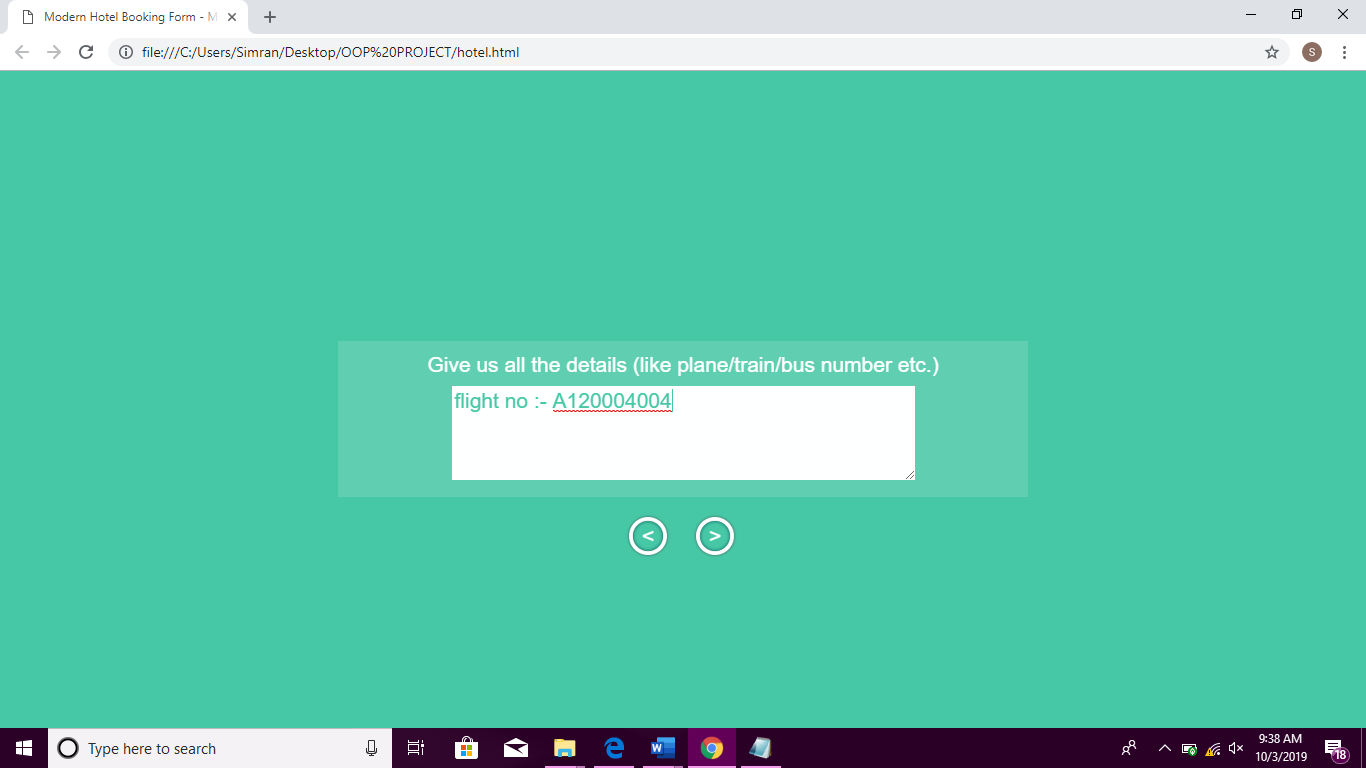 Modern Hotel Booking Form - M
file:///C:/Users/Simran/Desktop/OOP%20PROJECT/hotel.html
S
Give us all the details (like plane/train/bus number etc.)
flight no :- A120004004
< >
Type here to search
9:38 AM
10/3/2019
18